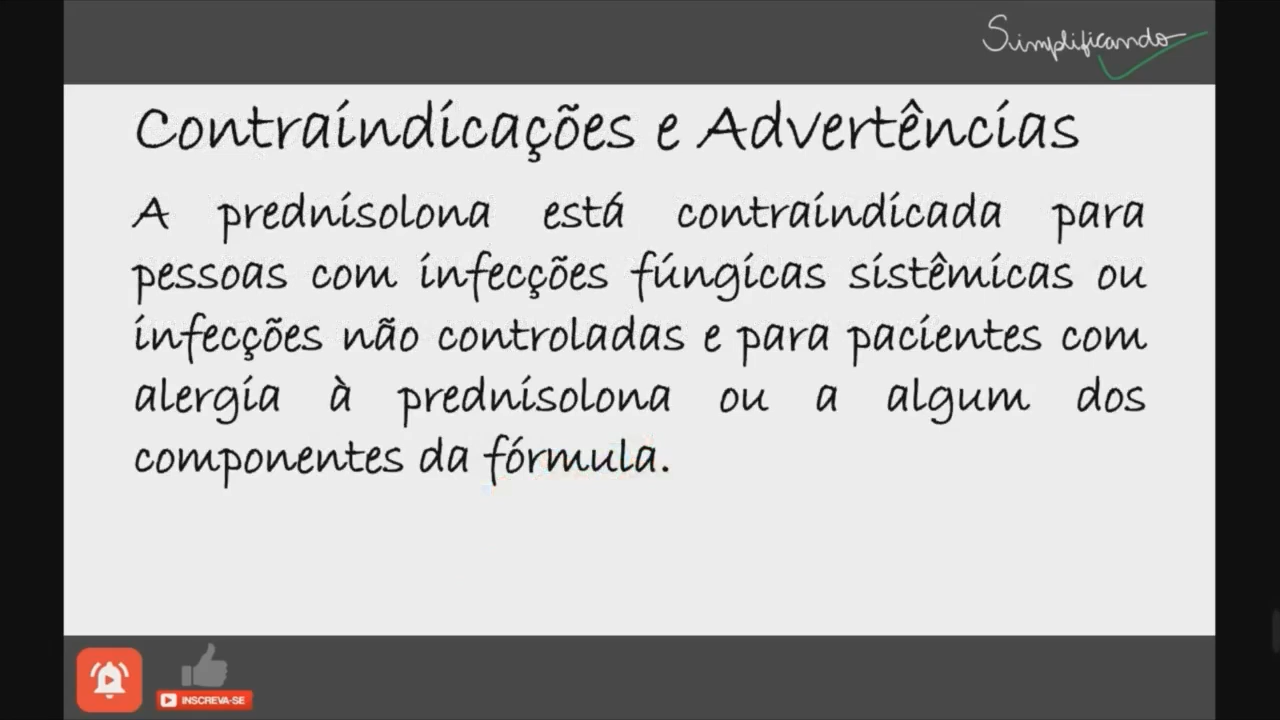 Simplificando
Contraindicações e Advertências
A prednisolona está contraindicada para
pessoas com infecções fúngicas sistêmicas ou
infecções não controladas e para pacientes com
alergia à prednisolona ou a algum dos
componentes da fórmula.
INSCREVA-SE